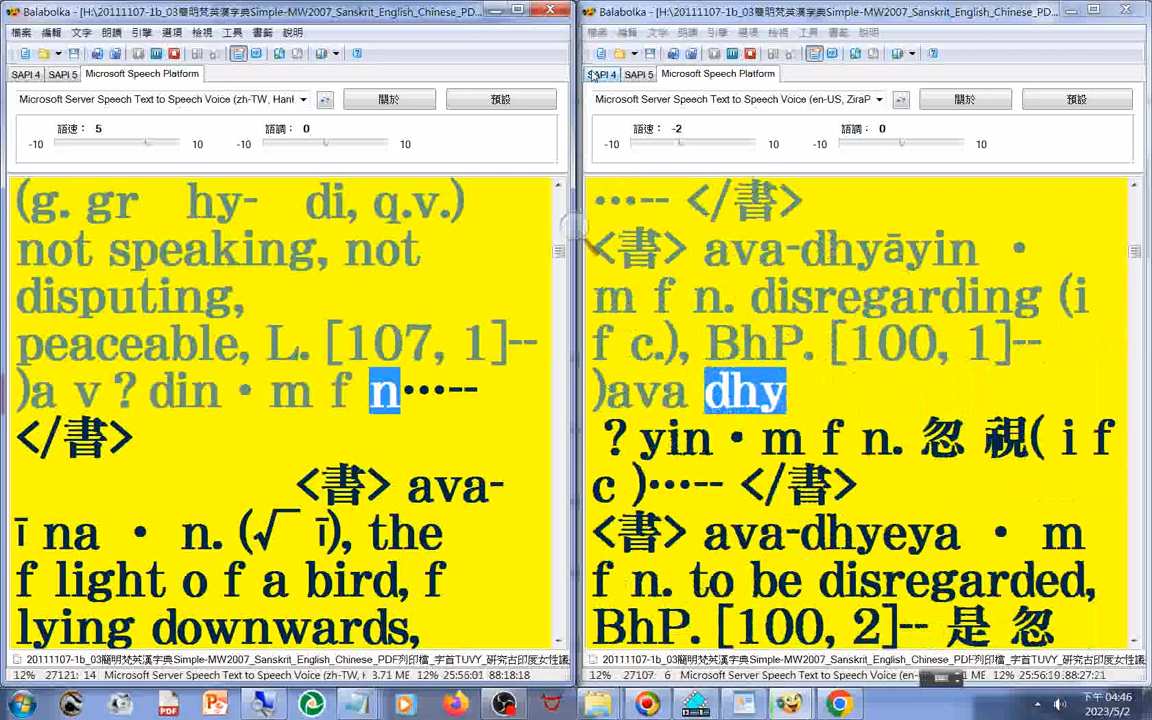 Balabolka - [H:\20111107-1b_03簡明梵英漢字典Simple-MW2007_Sanskrit_English_Chinese_PD...
檔案 編輯 文字 朗讀 引擎 選項 檢視 工具 書籤 說明
SAPI 4 SAPI 5 Microsoft Speech Platform
Microsoft Server Speech Text to Speech Voice (zh-TW, HanH
關於 預設
語速： 5 語調： 0
-10 10 -10 10
(g. gr hy- di, q.v.)
not speaking, not
disputing,
peaceable, L. [107, 1]--
)a v ? din • m f n…--
</書>
<書> ava-
ī na • n. (√ ī), the
f light o f a bird, f
lying downwards,
20111107-1b_03簡明梵英漢字典Simple-MW2007_Sanskrit_English_Chinese_PDF列印檔_字首TUVY_研究古印度女性議
12% 27121: 14 Microsoft Server Speech Text to Speech Voice (zh-TW, H 3.71 ME 12% 25:56:01 88:18:18
Balabolka - [H:\20111107-1b_03簡明梵英漢字典Simple-MW2007_Sanskrit_English_Chinese_PD...
檔案 編輯 文字 朗讀 引擎 選項 檢視 工具 書籤 說明
SAPI 4 SAPI 5 Microsoft Speech Platform
Microsoft Server Speech Text to Speech Voice (en-US, ZiraP
關於 預設
語速： -2 語調： 0
-10 10 -10 10
…-- </書>
<書> ava-dhyāyin •
m f n. disregarding (i
f c.), BhP. [100, 1]--
)ava dhy
? yin • m f n. 忽 視( i f
c )…-- </書>
<書> ava-dhyeya • m
f n. to be disregarded,
BhP. [100, 2]-- 是 忽
20111107-1b_03簡明梵英漢字典Simple-MW2007_Sanskrit_English_Chinese_PDF列印檔_字首TUVY_研究古印度女性議
12% 27107: 6 Microsoft Server Speech Text to Speech Voice (en-US, Z 12% 25:56:19 88:27:21
下午 04:46
2023/5/2